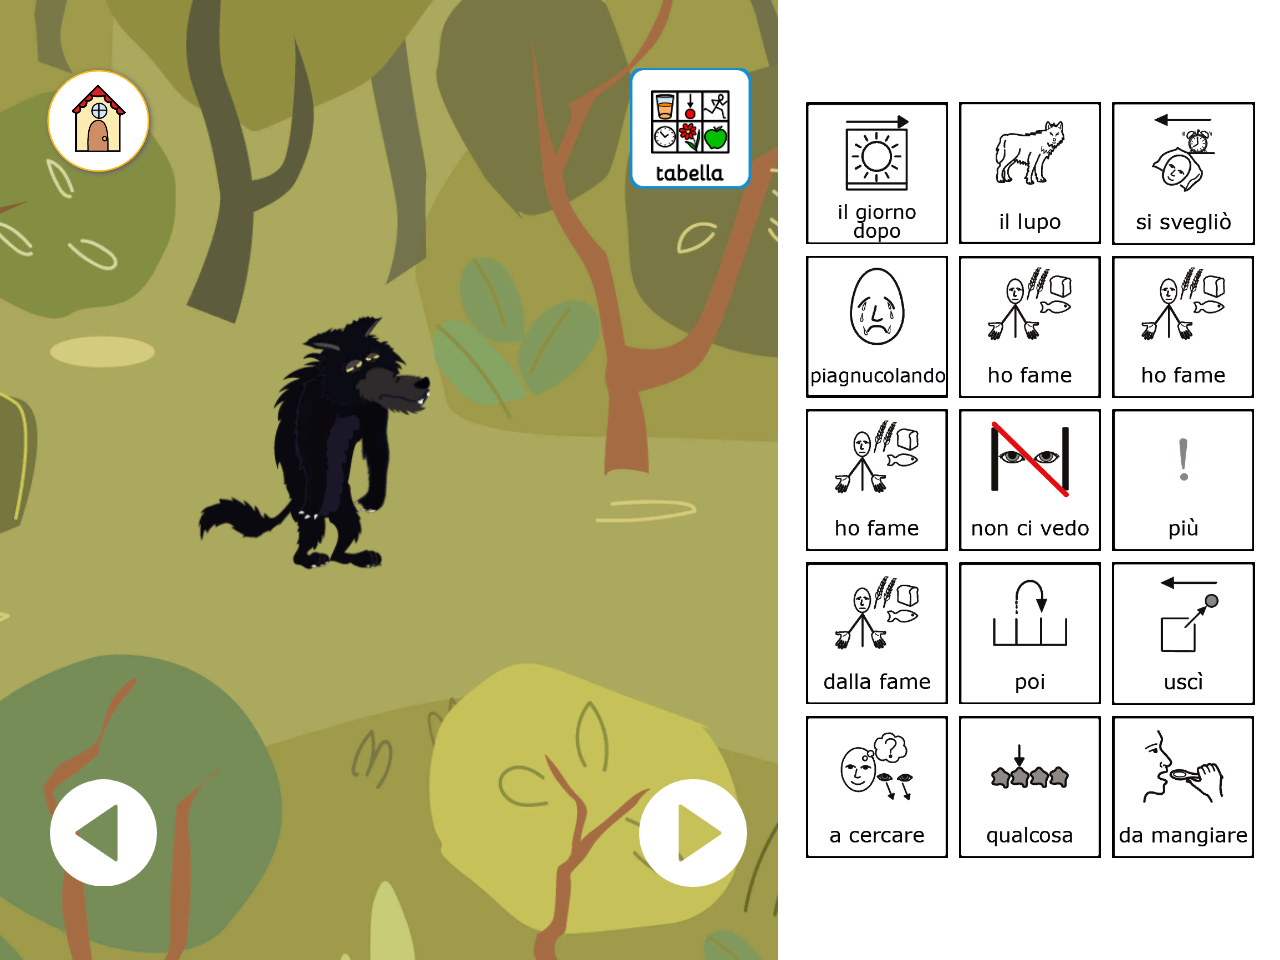 tabella
il giorno
dopo
il lupo
si svegliò
piagnucolando
ho fame
ho fame
ho fame
non ci vedo
più
dalla fame
poi
uscì
a cercare
qualcosa
da mangiare